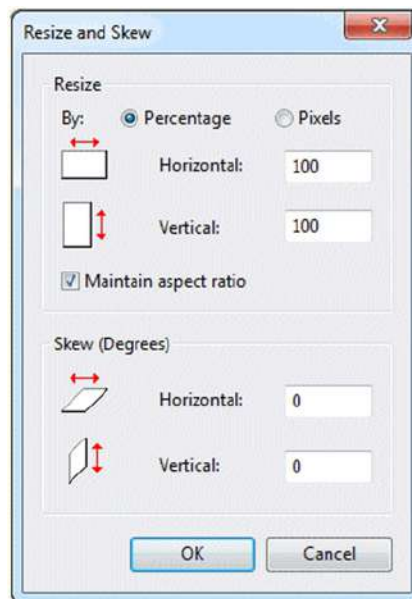 Resize and Skew
Resize
By: Percentage Pixels
Horizontal: 100
Vertical: 100
Maintain aspect ratio
Skew (Degrees)
Horizontal: 0
Vertical: 0
OK Cancel